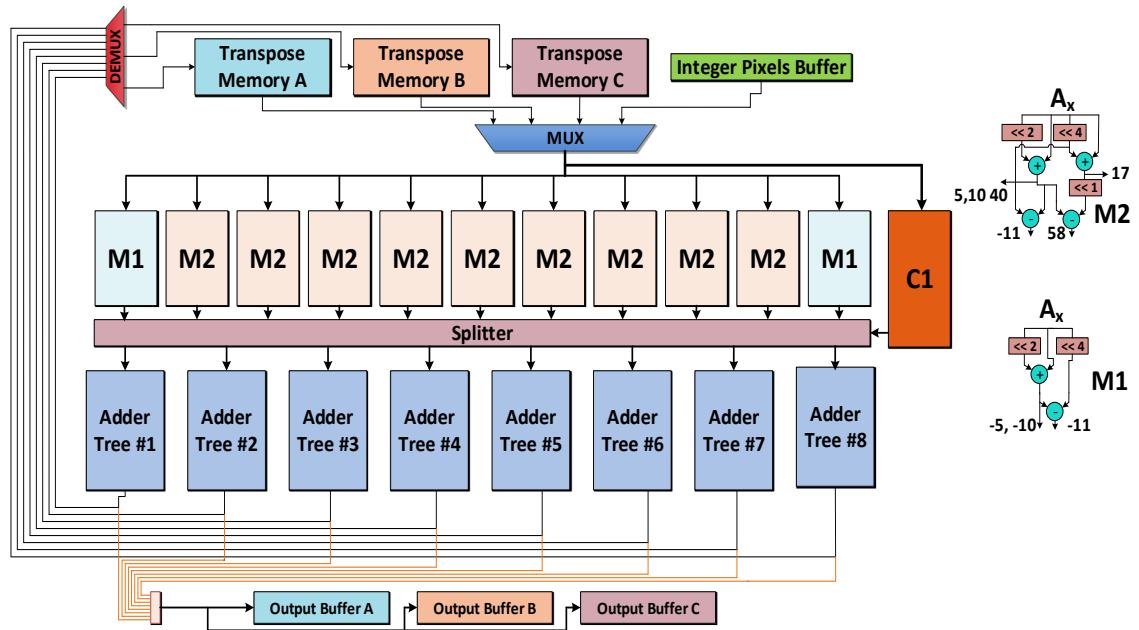 DEMUX
Transpose
Memory A
Transpose
Memory B
Transpose
Memory C
Integer Pixels Buffer
MUX
M1
M2
M2
M2
M2
M2
M2
M2
M2
M2
M1
C1
Splitter
Adder
Tree #1
Adder
Tree #2
Adder
Tree #3
Adder
Tree #4
Adder
Tree #5
Adder
Tree #6
Adder
Tree #7
Adder
Tree #8
Output Buffer A
Output Buffer B
Output Buffer C
Ax
<< 2
<< 4
+
+
17
<< 1
5,10 40
M2
-
-
-11
58
Ax
<< 2
<< 4
+
M1
-
-5, -10
-11